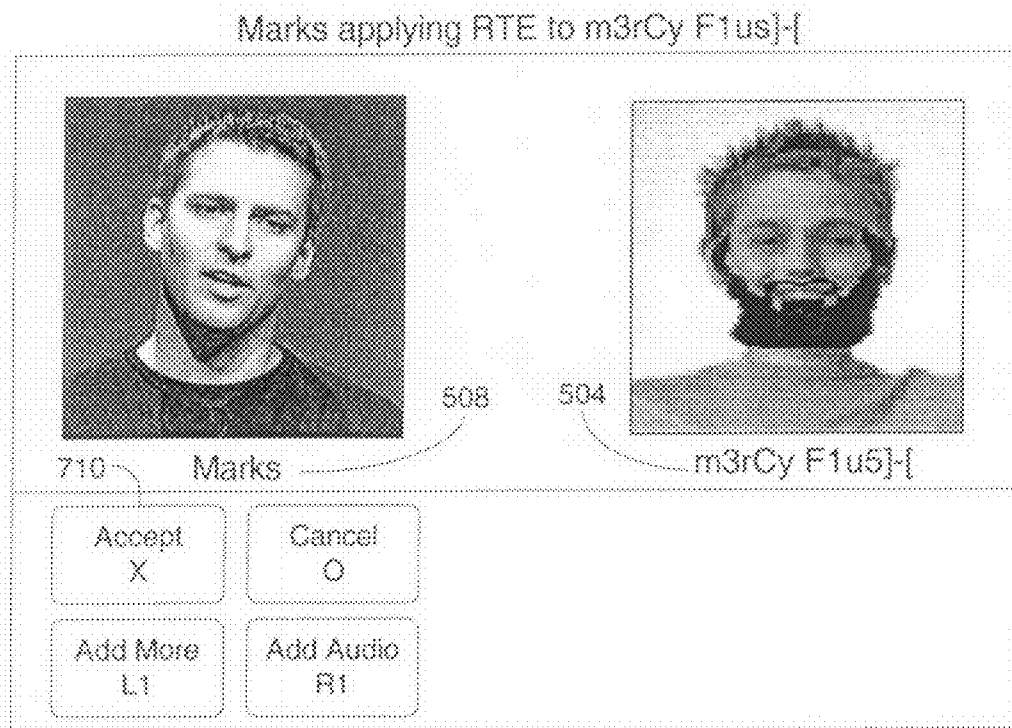 Marks applying RTE to m3rCy F1us]-[
508
504
710
Marks
m3rCy F1u5]-[
Accept
X
Cancel
O
Add More
L1
Add Audio
R1